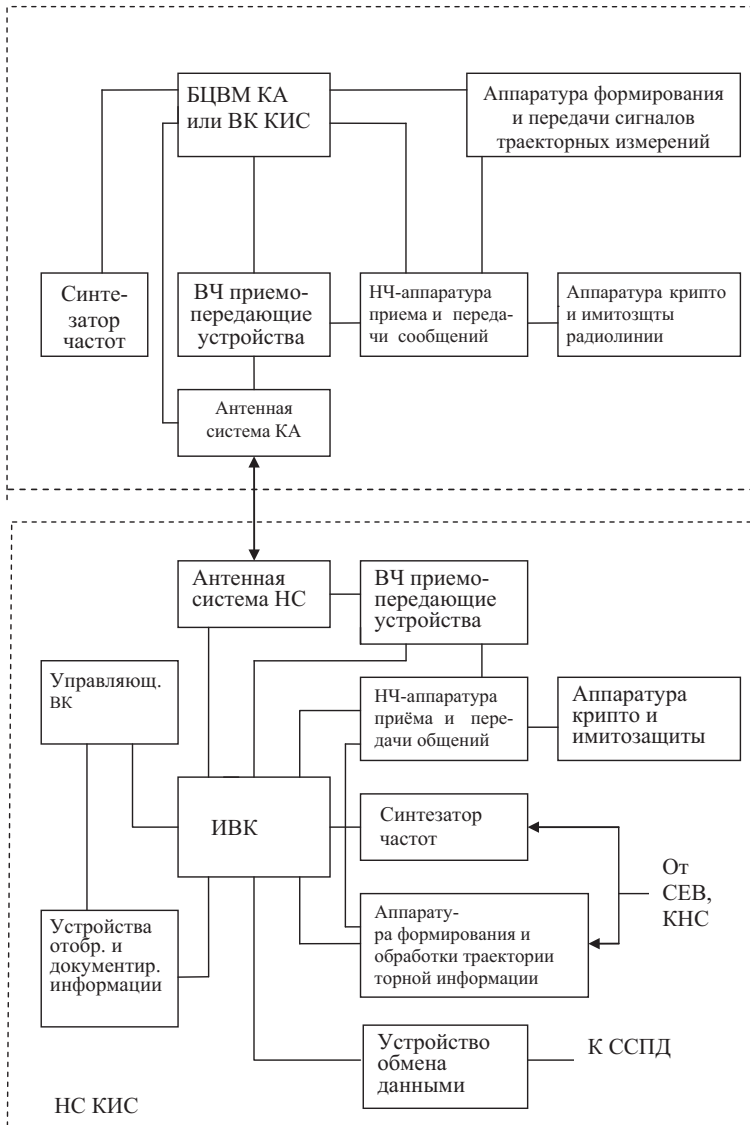 БЦВМ КА
или ВК КИС
Аппаратура формирования
и передачи сигналов
траекторных измерений
Синте-
затор
частот
ВЧ приемо-
передающие
устройства
НЧ-аппаратура
приема и переда-
чи сообщений
Аппаратура крипто
и имитозщты
радиолинии
Антенная
система КА
Антенная
система НС
ВЧ приемо-
передающие
устройства
Управляющ.
ВК
НЧ-аппаратура
приёма и пере-
дачи общений
Аппаратура
крипто и
имитозащиты
ИВК
Синтезатор
частот
От
СЕВ,
КНС
Устройства
отобр. и
документир.
информации
Аппарату-
ра формирования и
обработки траектории
торной информации
Устройство
обмена
данными
К ССПД
НС КИС